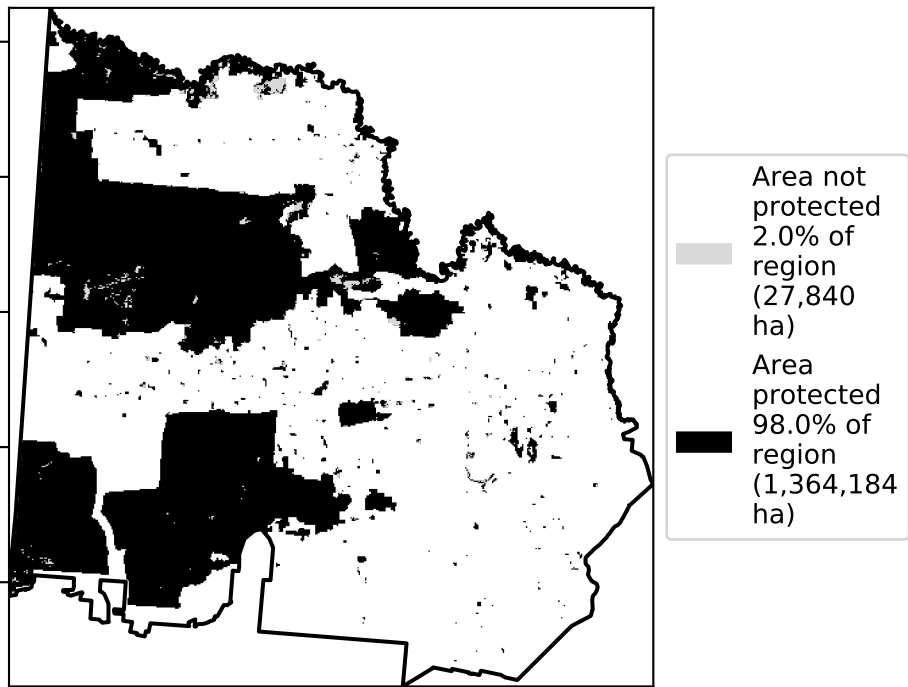 Area not
protected
2.0% of
region
(27,840
ha)
Area
protected
98.0% of
region
(1,364,184
ha)